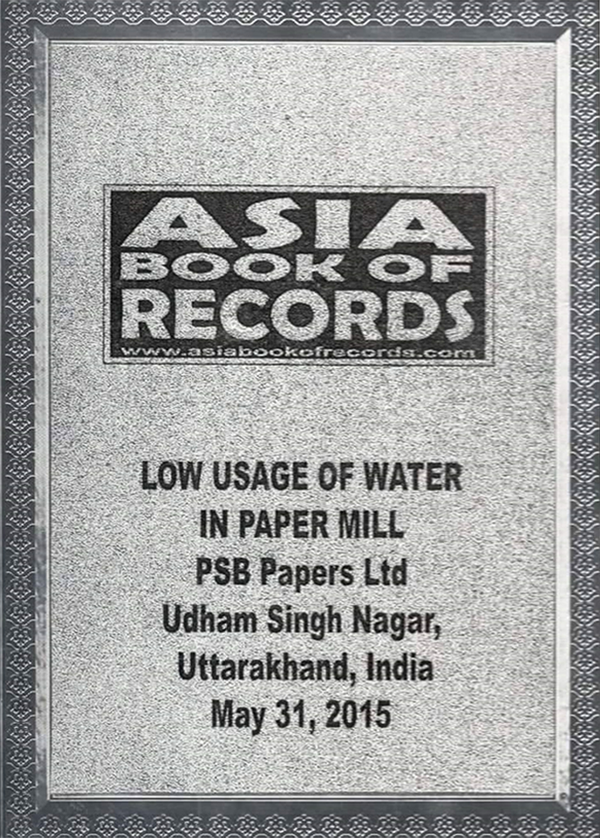 ASIA
BOOK OF
RECORDS
www.asiabookofrecords.com
LOW USAGE OF WATER
IN PAPER MILL
PSB Papers Ltd
Udham Singh Nagar,
Uttarakhand, India
May 31, 2015